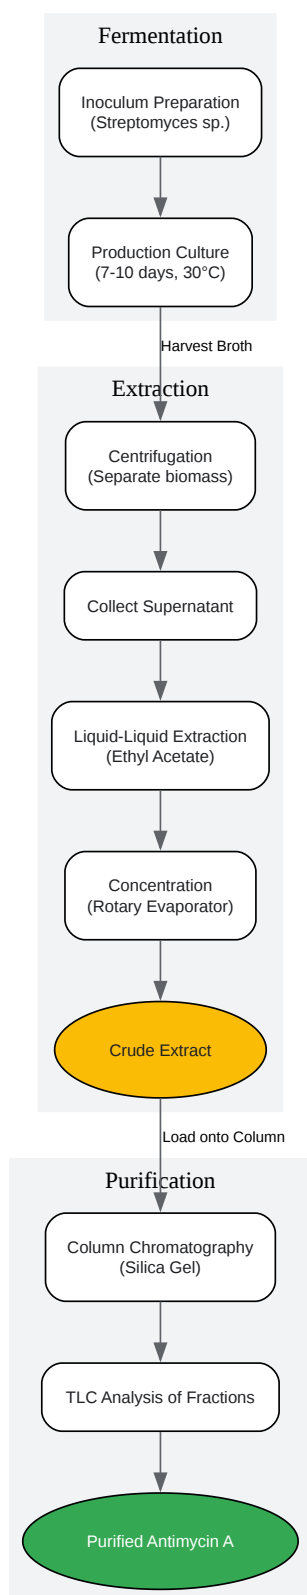 Fermentation
Inoculum Preparation
(Streptomyces sp.)
Production Culture
(7-10 days, 30°C)
Harvest Broth
Extraction
Centrifugation
(Separate biomass)
Collect Supernatant
Liquid-Liquid Extraction
(Ethyl Acetate)
Concentration
(Rotary Evaporator)
Crude Extract
Load onto Column
Purification
Column Chromatography
(Silica Gel)
TLC Analysis of Fractions
Purified Antimycin A